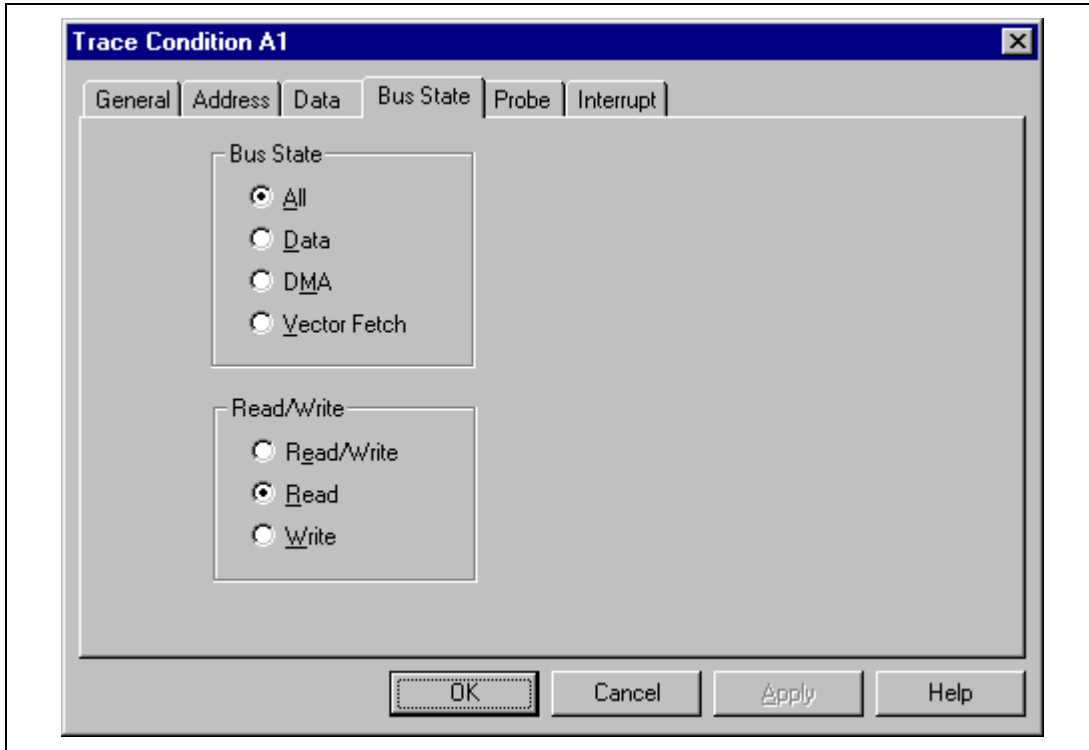 Trace Condition A1
General Address Data Bus State Probe Interrupt
Bus State
All
Data
DMA
Vector Fetch
Read/Write
Read/Write
Read
Write
OK Cancel Apply Help